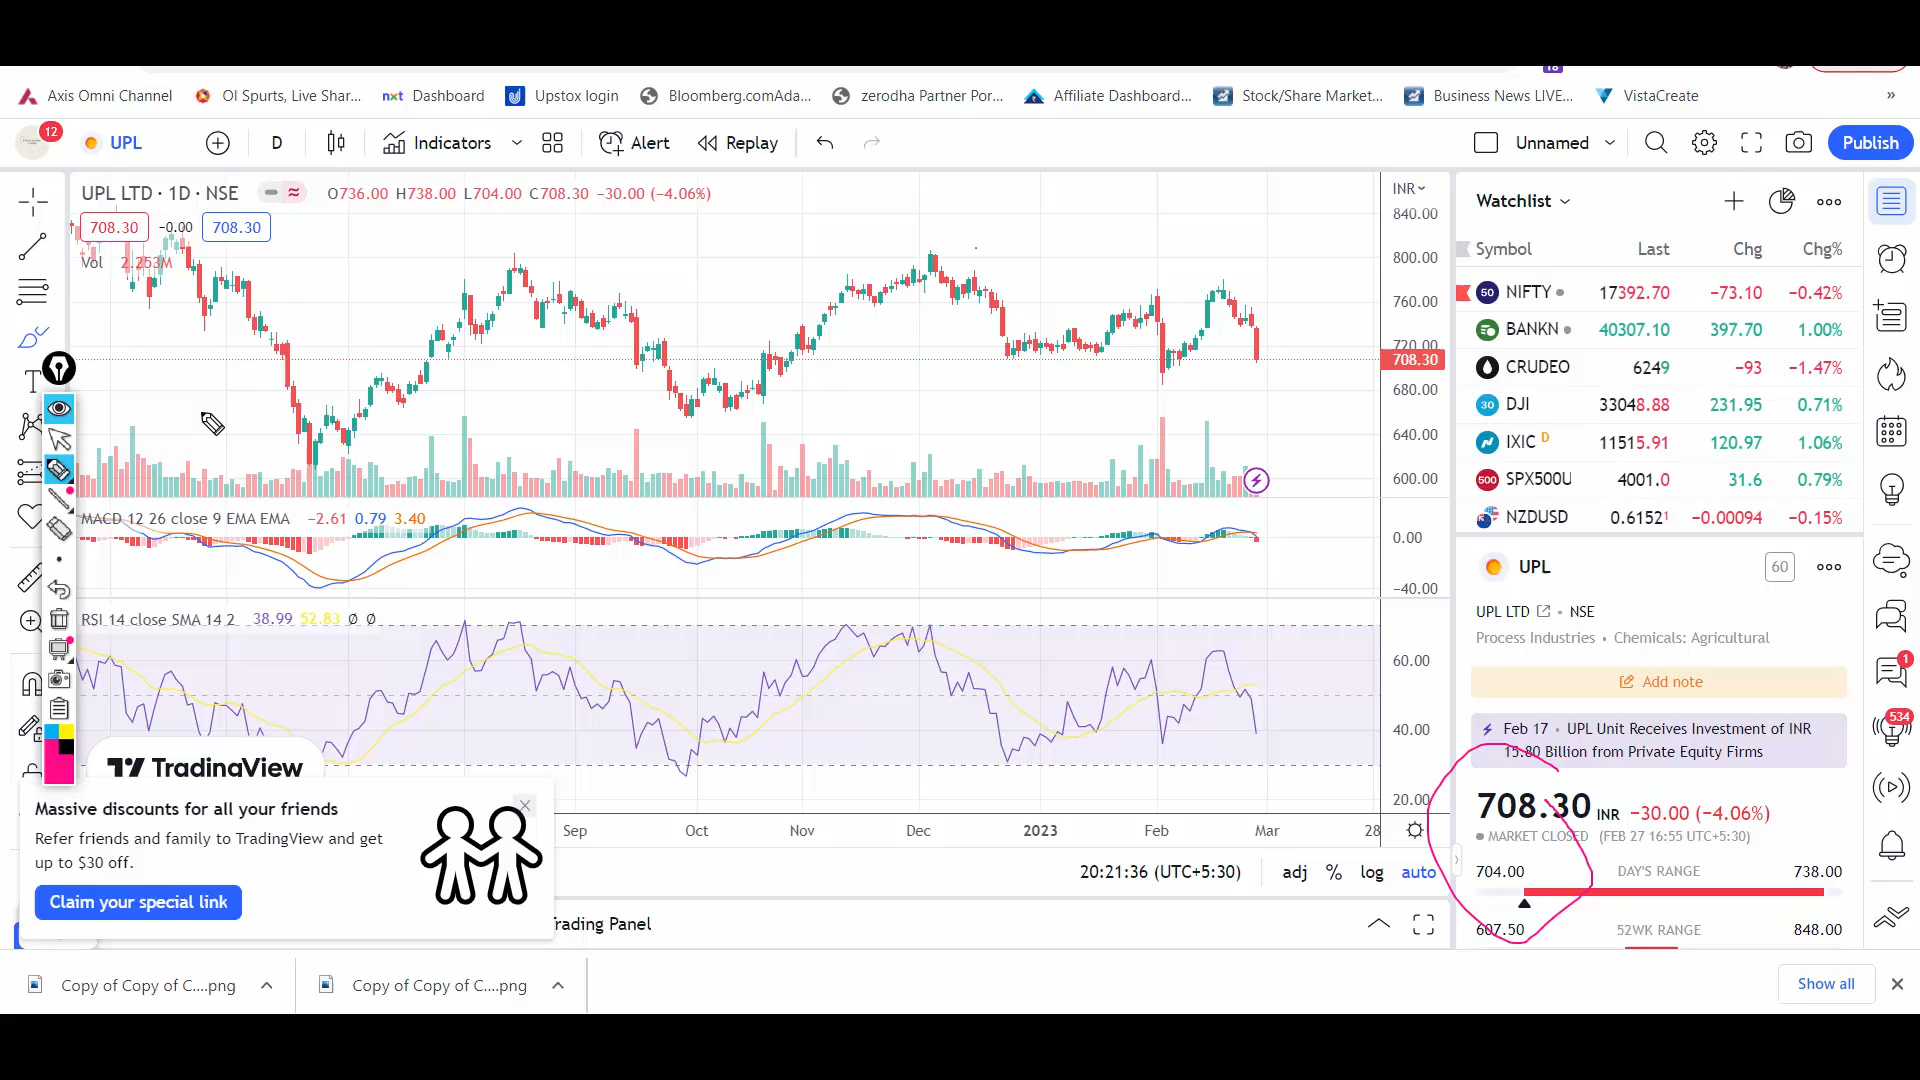 18
Axis Omni Channel
OI Spurts, Live Shar...
nxt Dashboard
Upstox login
Bloomberg.comAda...
zerodha Partner Por...
Affiliate Dashboard...
Stock/Share Market...
Business News LIVE...
VistaCreate
»
12
UPL
D
Indicators
Alert
Replay
Unnamed
Publish
UPL LTD · 1D · NSE
O736.00 H738.00 L704.00 C708.30 −30.00 (−4.06%)
708.30 −0.00 708.30
Vol 2.253M
INR
840.00
800.00
760.00
720.00
708.30
680.00
640.00
600.00
MACD 12 26 close 9 EMA EMA −2.61 0.79 3.40
0.00
−40.00
RSI 14 close SMA 14 2 38.99 52.83 Ø Ø
60.00
40.00
20.00
TradingView
Sep Oct Nov Dec 2023 Feb Mar 28
Massive discounts for all your friends
Refer friends and family to TradingView and get
up to $30 off.
Claim your special link
20:21:36 (UTC+5:30) adj % log auto
Trading Panel
Watchlist
Symbol Last Chg Chg%
50 NIFTY 17392.70 −73.10 −0.42%
BANKN 40307.10 397.70 1.00%
CRUDEO 6249 −93 −1.47%
30 DJI 33048.88 231.95 0.71%
IXIC D 11515.91 120.97 1.06%
500 SPX500U 4001.0 31.6 0.79%
NZDUSD 0.61521 −0.00094 −0.15%
UPL 60
UPL LTD • NSE
Process Industries • Chemicals: Agricultural
Add note
Feb 17 • UPL Unit Receives Investment of INR
15.80 Billion from Private Equity Firms
708.30 INR −30.00 (−4.06%)
MARKET CLOSED (FEB 27 16:55 UTC+5:30)
704.00 DAY'S RANGE 738.00
607.50 52WK RANGE 848.00
1
534
Copy of Copy of C....png
Copy of Copy of C....png
Show all